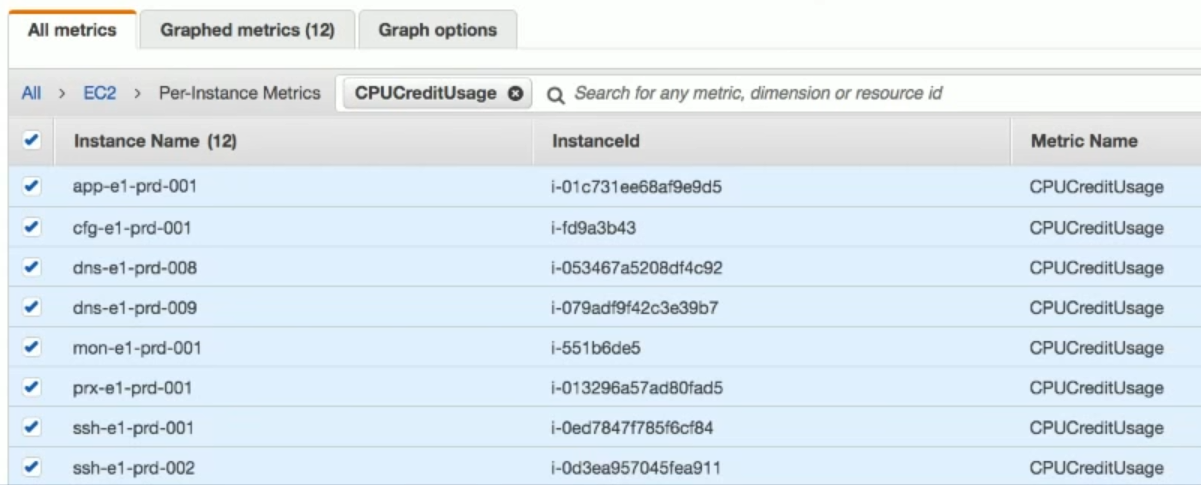 All metrics Graphed metrics (12) Graph options
All > EC2 > Per-Instance Metrics CPUCreditUsage Search for any metric, dimension or resource id
Instance Name (12) InstanceId Metric Name
app-e1-prd-001 i-01c731ee68af9e9d5 CPUCreditUsage
cfg-e1-prd-001 i-fd9a3b43 CPUCreditUsage
dns-e1-prd-008 i-053467a5208df4c92 CPUCreditUsage
dns-e1-prd-009 i-079adf9f42c3e39b7 CPUCreditUsage
mon-e1-prd-001 i-551b6de5 CPUCreditUsage
prx-e1-prd-001 i-013296a57ad80fad5 CPUCreditUsage
ssh-e1-prd-001 i-0ed7847f785f6cf84 CPUCreditUsage
ssh-e1-prd-002 i-0d3ea957045fea911 CPUCreditUsage